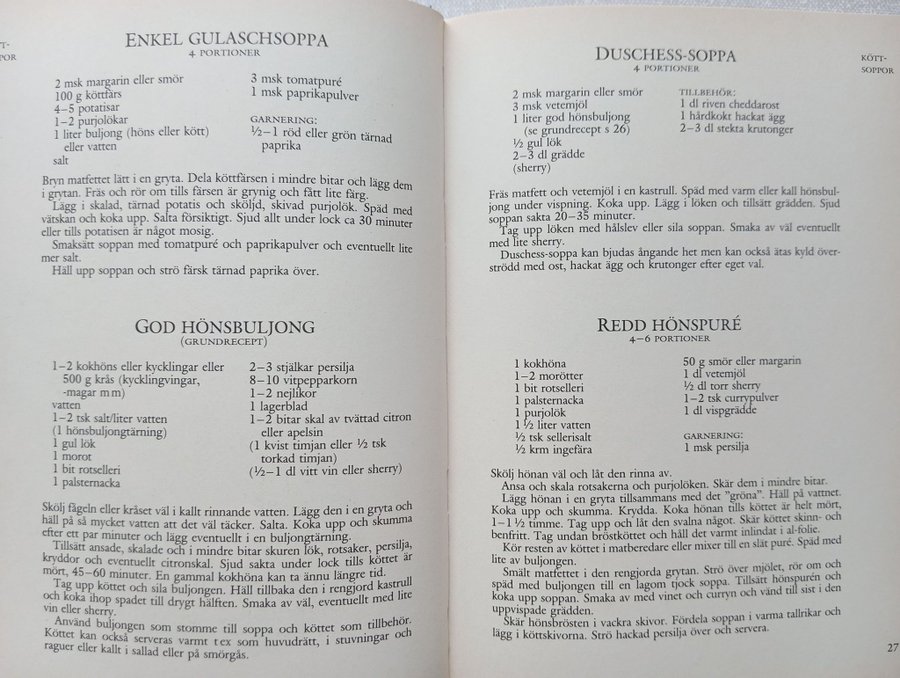 KÖTT-
SOPPOR
ENKEL GULASCHSOPPA
4 PORTIONER
2 msk margarin eller smör
100 g köttfärs
4–5 potatisar
1–2 purjolökar
1 liter buljong (höns eller kött)
eller vatten
salt
3 msk tomatpuré
1 msk paprikapulver
GARNERING:
½–1 röd eller grön tärnad
paprika
Bryn matfettet lätt i en gryta. Dela köttfärsen i mindre bitar och lägg dem
i grytan. Fräs och rör om tills färsen är grynig och fått lite färg.
Lägg i skalad, tärnad potatis och sköljd, skivad purjolök. Späd med
vätskan och koka upp. Salta försiktigt. Sjud allt under lock ca 30 minuter
eller tills potatisen är något mosig.
Smaksätt soppan med tomatpuré och paprikapulver och eventuellt lite
mer salt.
Häll upp soppan och strö färsk tärnad paprika över.
GOD HÖNSBULJONG
(GRUNDRECEPT)
1–2 kokhöns eller kycklingar eller
500 g krås (kycklingvingar,
-magar m m)
vatten
1–2 tsk salt/liter vatten
(1 hönsbuljongtärning)
1 gul lök
1 morot
1 bit rotselleri
1 palsternacka
2–3 stjälkar persilja
8–10 vitpepparkorn
1–2 nejlikor
1 lagerblad
1–2 bitar skal av tvättad citron
eller apelsin
(1 kvist timjan eller ½ tsk
torkad timjan)
(½–1 dl vitt vin eller sherry)
Skölj fågeln eller kråset väl i kallt rinnande vatten. Lägg den i en gryta och
häll på så mycket vatten att det väl täcker. Salta. Koka upp och skumma
efter ett par minuter och lägg eventuellt i en buljongtärning.
Tillsätt ansade, skalade och i mindre bitar skuren lök, rotsaker, persilja,
kryddor och eventuellt citronskal. Sjud sakta under lock tills köttet är
mört, 45–60 minuter. En gammal kokhöna kan ta ännu längre tid.
Tag upp köttet och sila buljongen. Häll tillbaka den i rengjord kastrull
och koka ihop spadet till drygt hälften. Smaka av väl, eventuellt med lite
vin eller sherry.
Använd buljongen som stomme till soppa och köttet som tillbehör.
Köttet kan också serveras varmt t ex som huvudrätt, i stuvningar och
raguer eller kallt i sallad eller på smörgås.
DUSCHESS-SOPPA
4 PORTIONER
KÖTT-
SOPPOR
2 msk margarin eller smör
3 msk vetemjöl
1 liter god hönsbuljong
(se grundrecept s 26)
½ gul lök
2–3 dl grädde
(sherry)
TILLBEHÖR:
1 dl riven cheddarost
1 hårdkokt hackat ägg
2–3 dl stekta krutonger
Fräs matfett och vetemjöl i en kastrull. Späd med varm eller kall hönsbul-
jong under vispning. Koka upp. Lägg i löken och tillsätt grädden. Sjud
soppan sakta 20–35 minuter.
Tag upp löken med hålslev eller sila soppan. Smaka av väl eventuellt
med lite sherry.
Duschess-soppa kan bjudas ångande het men kan också ätas kyld över-
strödd med ost, hackat ägg och krutonger efter eget val.
REDD HÖNSPURÉ
4–6 PORTIONER
1 kokhöna
1–2 morötter
1 bit rotselleri
1 palsternacka
1 purjolök
1 ½ liter vatten
½ tsk sellerisalt
½ krm ingefära
50 g smör eller margarin
1 dl vetemjöl
½ dl torr sherry
1–2 tsk currypulver
1 dl vispgrädde
GARNERING:
1 msk persilja
Skölj hönan väl och låt den rinna av.
Ansa och skala rotsakerna och purjolöken. Skär dem i mindre bitar.
Lägg hönan i en gryta tillsammans med det "gröna". Häll på vattnet.
Koka upp och skumma. Krydda. Koka hönan tills köttet är helt mört,
1–1 ½ timme. Tag upp och låt den svalna något. Skär köttet skinn- och
benfritt. Tag undan bröstköttet och håll det varmt inlindat i al-folie.
Kör resten av köttet i matberedare eller mixer till en slät puré. Späd med
lite av buljongen.
Smält matfettet i den rengjorda grytan. Strö över mjölet, rör om och
späd med buljongen till en lagom tjock soppa. Tillsätt hönspurén och
koka upp soppan. Smaka av med vinet och curryn och vänd till sist i den
uppvispade grädden.
Skär hönsbrösten i vackra skivor. Fördela soppan i varma tallrikar och
lägg i köttskivorna. Strö hackad persilja över och servera.
27